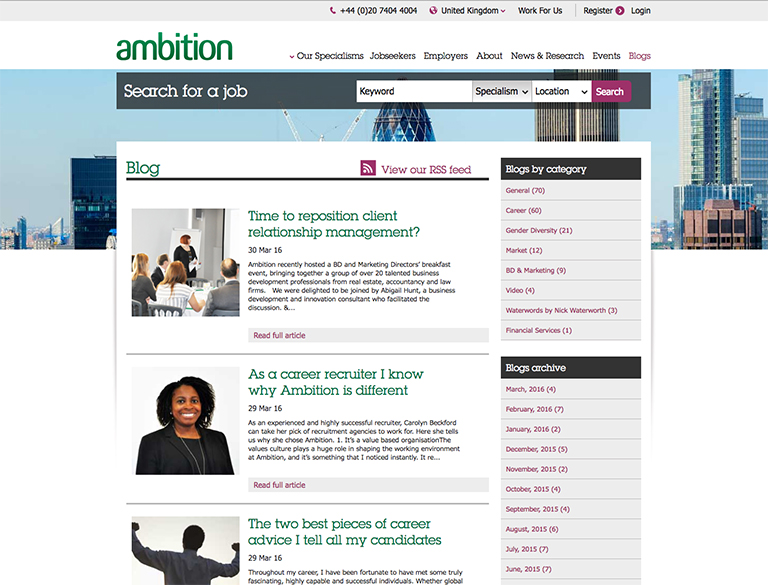 +44 (0)20 7404 4004 United Kingdom Work For Us Register Login
ambition
Our Specialisms Jobseekers Employers About News & Research Events Blogs
Search for a job Keyword Specialism Location Search
Blog View our RSS feed
Time to reposition client
relationship management?
30 Mar 16
Ambition recently hosted a BD and Marketing Directors' breakfast
event, bringing together a group of over 20 talented business
development professionals from real estate, accountancy and law
firms. We were delighted to be joined by Abigail Hunt, a business
development and innovation consultant who facilitated the
discussion. &...
Read full article
As a career recruiter I know
why Ambition is different
29 Mar 16
As an experienced and highly successful recruiter, Carolyn Beckford
can take her pick of recruitment agencies to work for. Here she tells
us why she chose Ambition. 1. It's a value based organisationThe
values culture plays a huge role in shaping the working environment
at Ambition, and it's something that I noticed instantly. It re...
Read full article
The two best pieces of career
advice I tell all my candidates
29 Mar 16
Throughout my career, I have been fortunate to have met some truly
fascinating, highly capable and successful individuals. Whether global
Blogs by category
General (70)
Career (60)
Gender Diversity (21)
Market (12)
BD & Marketing (9)
Video (4)
Waterwords by Nick Waterworth (3)
Financial Services (1)
Blogs archive
March, 2016 (4)
February, 2016 (7)
January, 2016 (2)
December, 2015 (5)
November, 2015 (2)
October, 2015 (4)
September, 2015 (4)
August, 2015 (6)
July, 2015 (7)
June, 2015 (7)